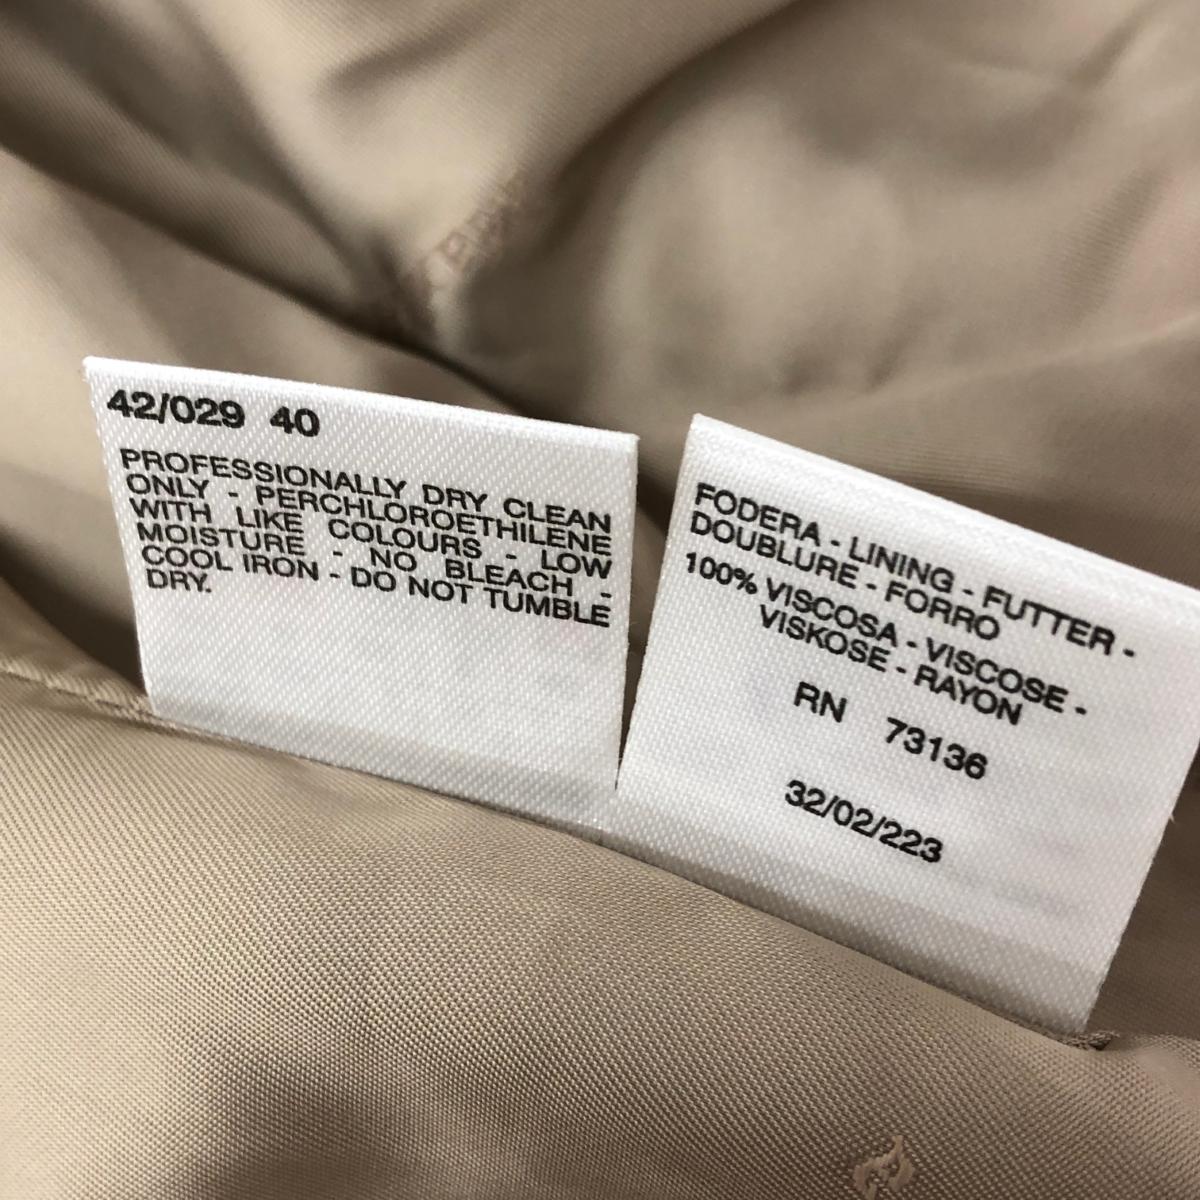 42/029 40
PROFESSIONALLY DRY CLEAN
ONLY - PERCHLOROETHILENE
WITH LIKE COLOURS - LOW
MOISTURE - NO BLEACH -
COOL IRON - DO NOT TUMBLE
DRY.
FODERA - LINING - FUTTER -
DOUBLURE - FORRO
100% VISCOSA - VISCOSE -
VISKOSE - RAYON
RN 73136
32/02/223